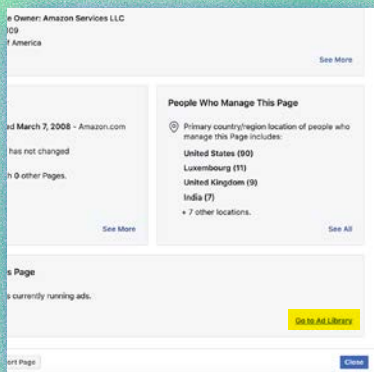 e Owner: Amazon Services LLC
109
f America
See More
ed March 7, 2008 - Amazon.com
has not changed
h 0 other Pages.
See More
People Who Manage This Page
Primary country/region location of people who
manage this Page includes:
United States (90)
Luxembourg (11)
United Kingdom (9)
India (7)
+ 7 other locations.
See All
s Page
s currently running ads.
Go to Ad Library
ort Page
Close